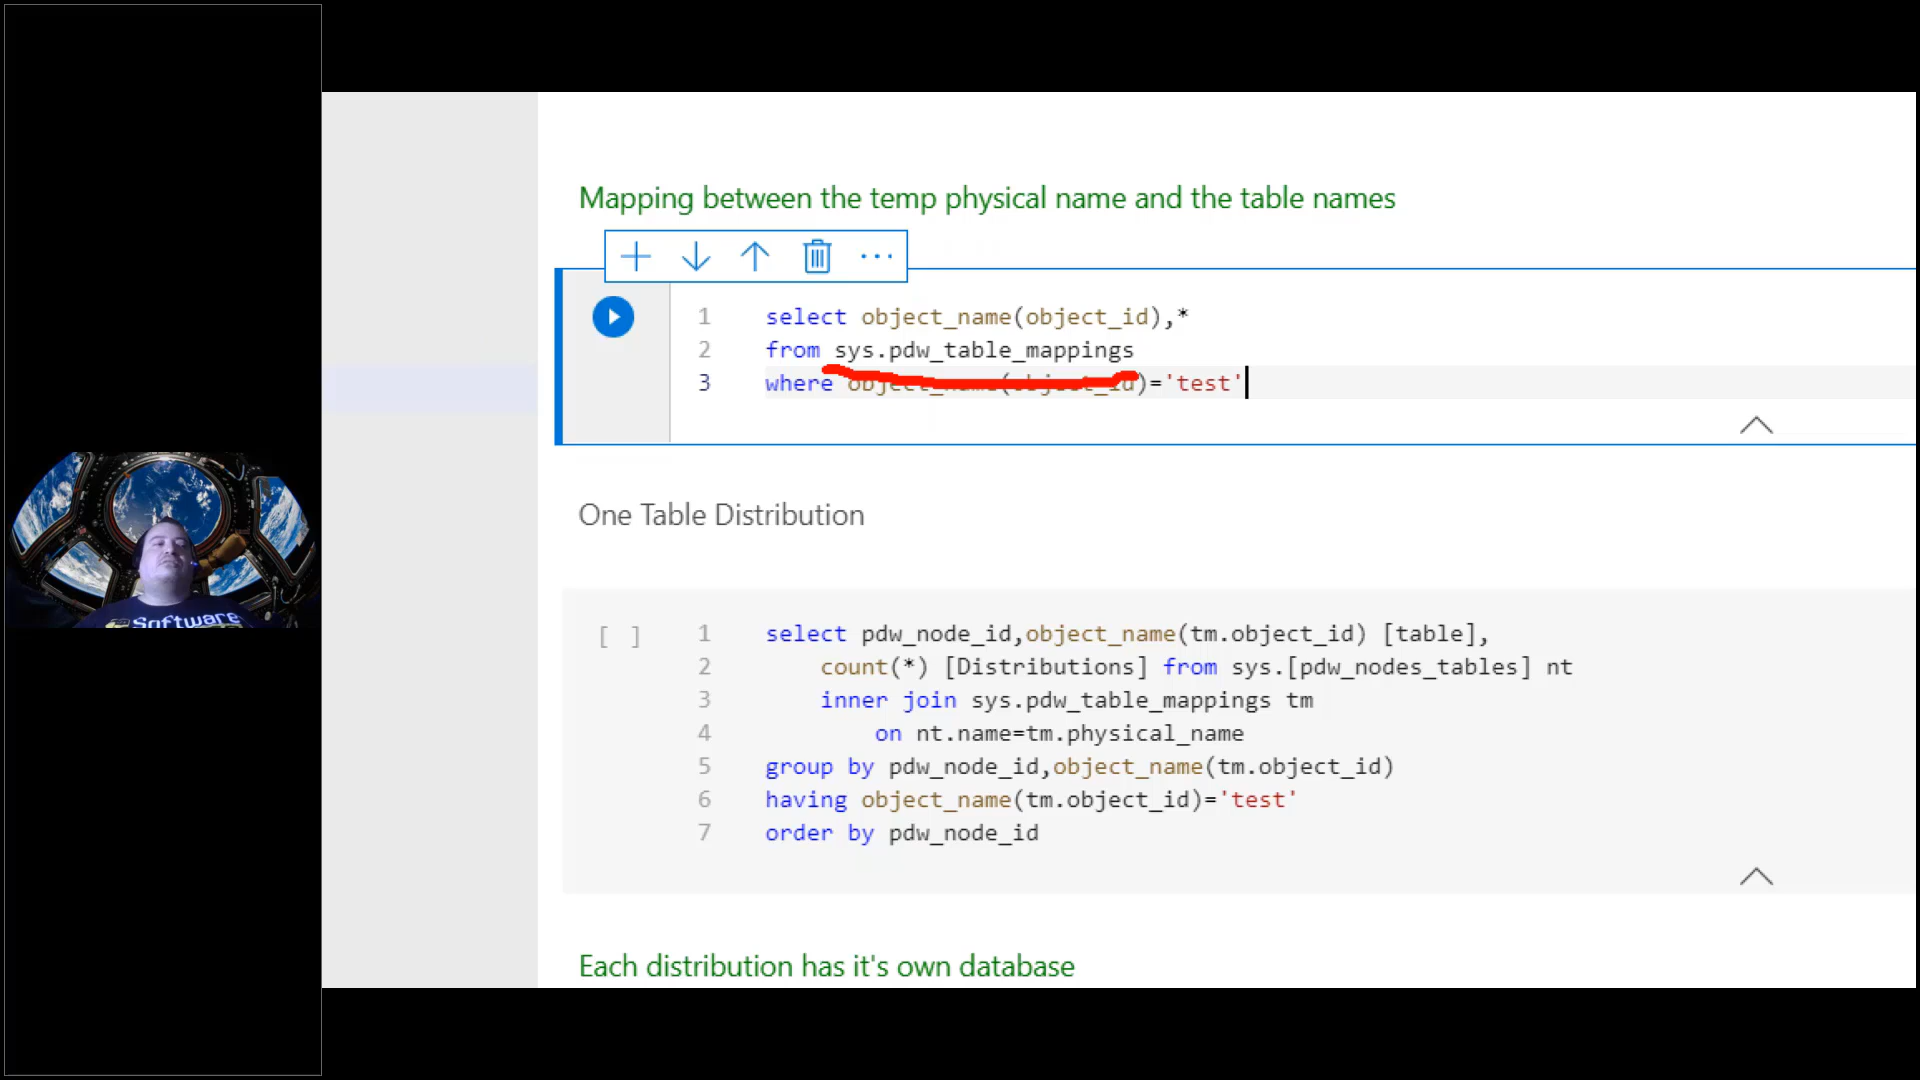 Mapping between the temp physical name and the table names
1 select object_name(object_id),*
2 from sys.pdw_table_mappings
3 where object_name(object_id)='test'
One Table Distribution
[ ] 1 select pdw_node_id,object_name(tm.object_id) [table],
2 count(*) [Distributions] from sys.[pdw_nodes_tables] nt
3 inner join sys.pdw_table_mappings tm
4 on nt.name=tm.physical_name
5 group by pdw_node_id,object_name(tm.object_id)
6 having object_name(tm.object_id)='test'
7 order by pdw_node_id
Each distribution has it's own database
Software